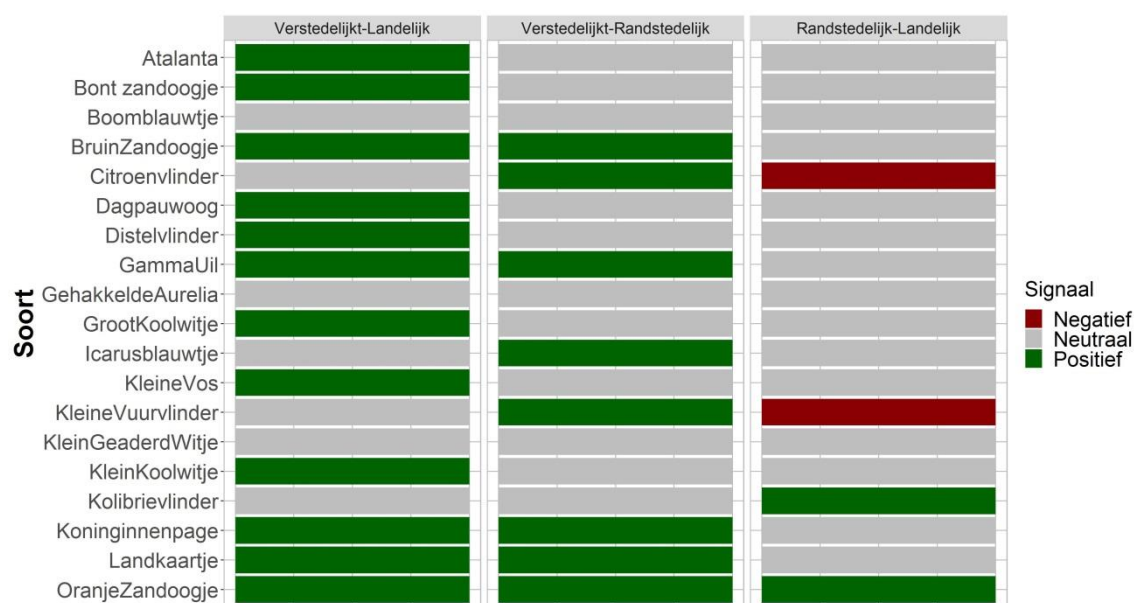 Verstedelijkt-Landelijk
Verstedelijkt-Randstedelijk
Randstedelijk-Landelijk
Soort
Atalanta
Bont zandoogje
Boomblauwtje
BruinZandoogje
Citroenvlinder
Dagpauwoog
Distelvlinder
GammaUil
GehakkeldeAurelia
GrootKoolwitje
Icarusblauwtje
KleineVos
KleineVuurvlinder
KleinGeaderdWitje
KleinKoolwitje
Kolibrievlinder
Koninginnenpage
Landkaartje
OranjeZandoogje
Signaal
Negatief
Neutraal
Positief